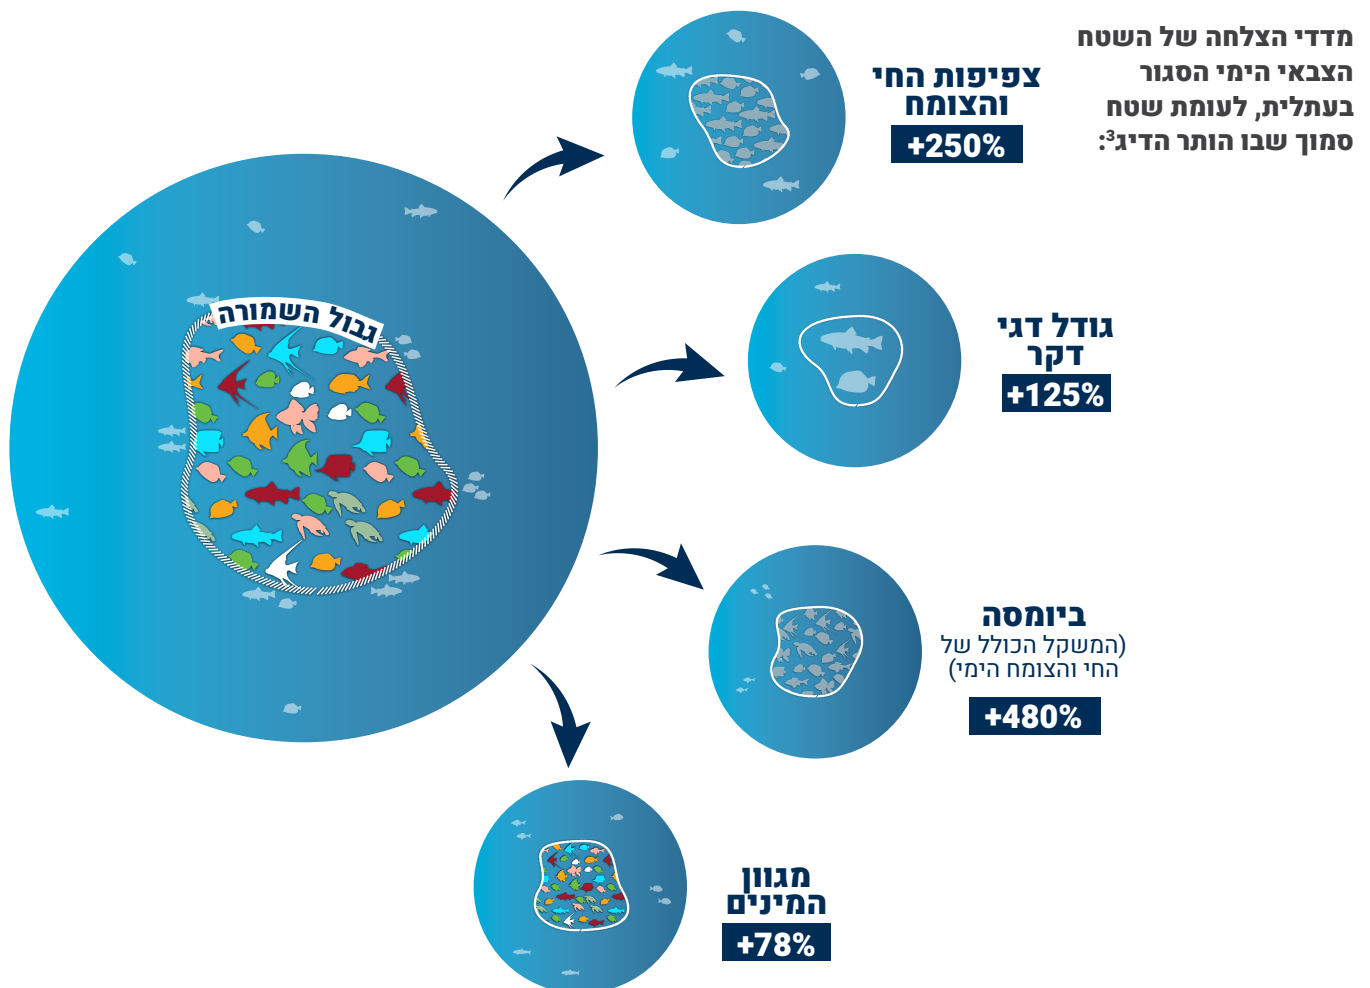 מדדי הצלחה של השטח
הצבאי הימי הסגור
בעתלית, לעומת שטח
סמוך שבו הותר הדיג³:
צפיפות החי
והצומח
+250%
גבול השמורה
גודל דגי
דקר
+125%
ביומסה
(המשקל הכולל של
החי והצומח הימי)
+480%
מגוון
המינים
+78%